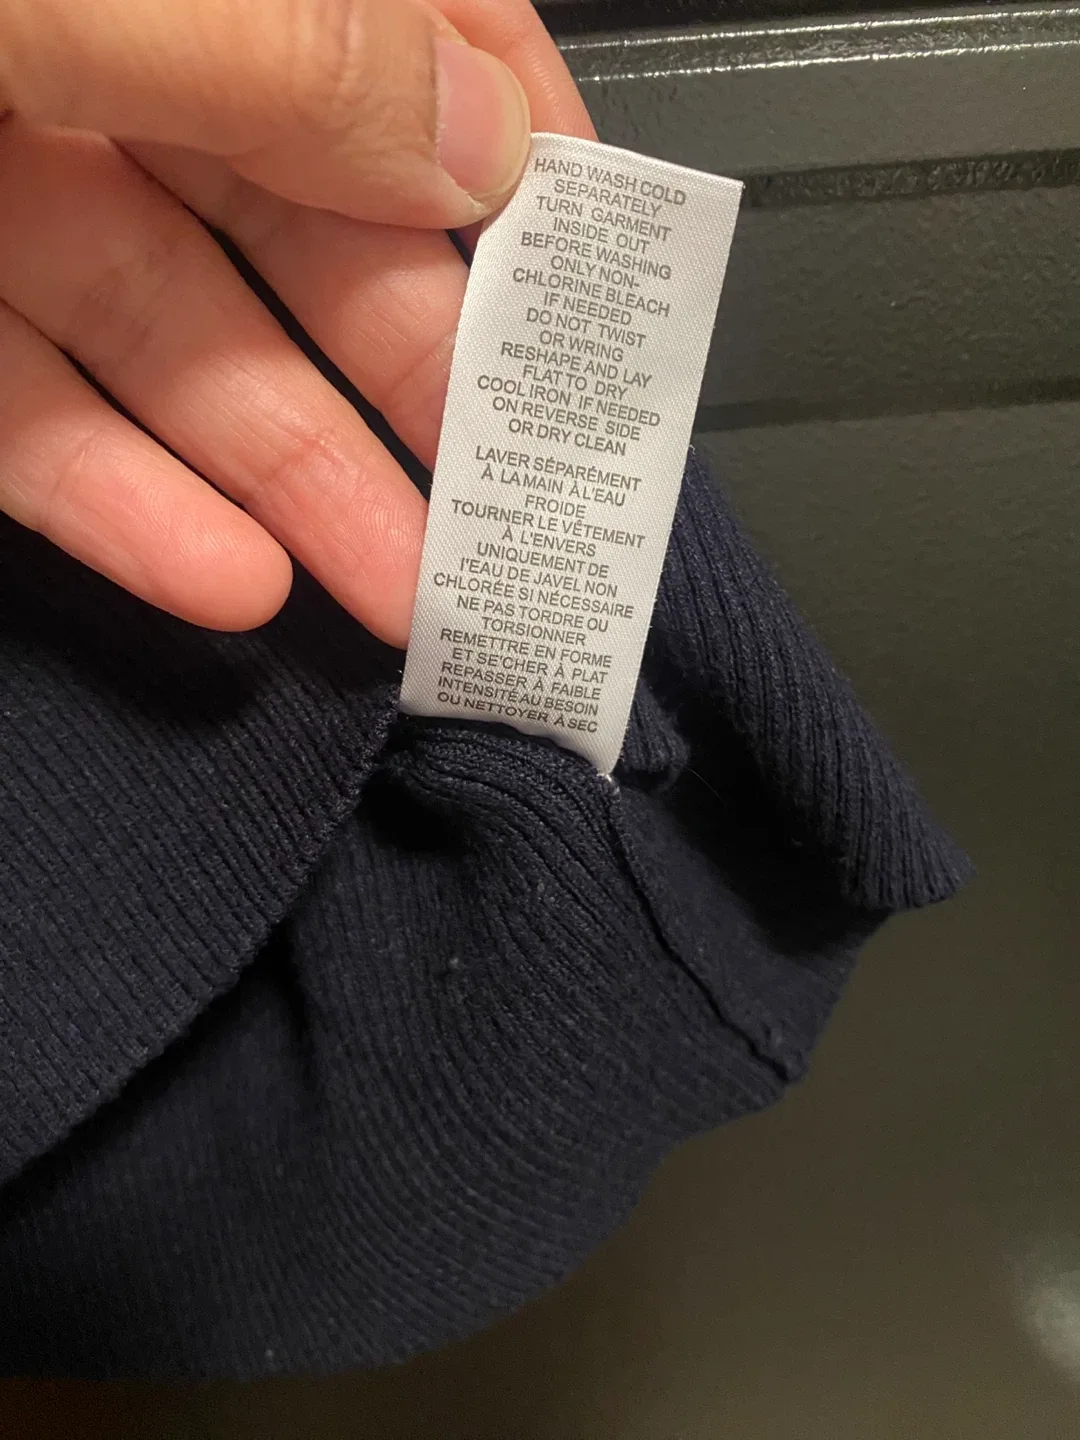 HAND WASH COLD
SEPARATELY
TURN GARMENT
INSIDE OUT
BEFORE WASHING
ONLY NON-
CHLORINE BLEACH
IF NEEDED
DO NOT TWIST
OR WRING
RESHAPE AND LAY
FLAT TO DRY
COOL IRON IF NEEDED
ON REVERSE SIDE
OR DRY CLEAN
LAVER SÉPARÉMENT
À LA MAIN À L'EAU
FROIDE
TOURNER LE VÊTEMENT
À L'ENVERS
UNIQUEMENT DE
l'EAU DE JAVEL NON
CHLORÉE SI NÉCESSAIRE
NE PAS TORDRE OU
TORSIONNER
REMETTRE EN FORME
ET SE'CHER À PLAT
REPASSER À FAIBLE
INTENSITÉ AU BESOIN
OU NETTOYER À SEC